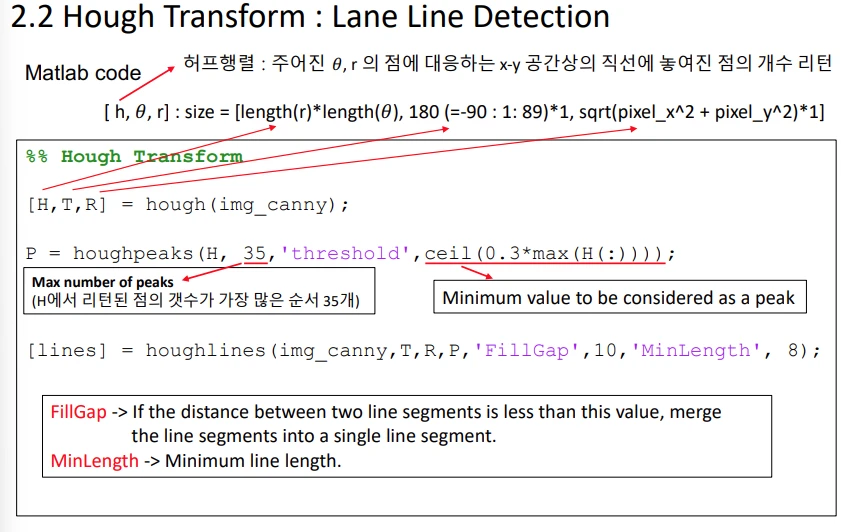 2.2 Hough Transform : Lane Line Detection
Matlab code
허프행렬 : 주어진 θ, r 의 점에 대응하는 x-y 공간상의 직선에 놓여진 점의 개수 리턴
[ h, θ, r] : size = [length(r)*length(θ), 180 (=-90 : 1: 89)*1, sqrt(pixel_x^2 + pixel_y^2)*1]
%% Hough Transform
[H,T,R] = hough(img_canny);
P = houghpeaks(H, 35,'threshold',ceil(0.3*max(H(:))));
Max number of peaks
(H에서 리턴된 점의 갯수가 가장 많은 순서 35개)
Minimum value to be considered as a peak
[lines] = houghlines(img_canny,T,R,P,'FillGap',10,'MinLength', 8);
FillGap -> If the distance between two line segments is less than this value, merge
the line segments into a single line segment.
MinLength -> Minimum line length.